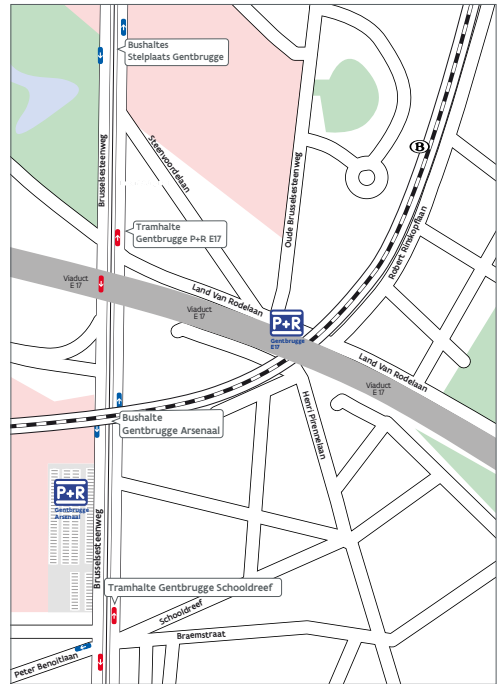 Bushaltes
Stelplaats Gentbrugge
Brusselsesteenweg
Steenvoordelaan
Oude Brusselsesteenweg
B
Robert Rinskopflaan
Tramhalte
Gentbrugge P+R E17
Viaduct
E 17
Land Van Rodelaan
Viaduct
E 17
P+R
Gentbrugge
E17
Land Van Rodelaan
Viaduct
E 17
Henri Pirennelaan
Bushalte
Gentbrugge Arsenaal
P+R
Gentbrugge
Arsenaal
Brusselsesteenweg
Tramhalte Gentbrugge Schooldreef
Schooldreef
Braemstraat
Peter Benoitlaan